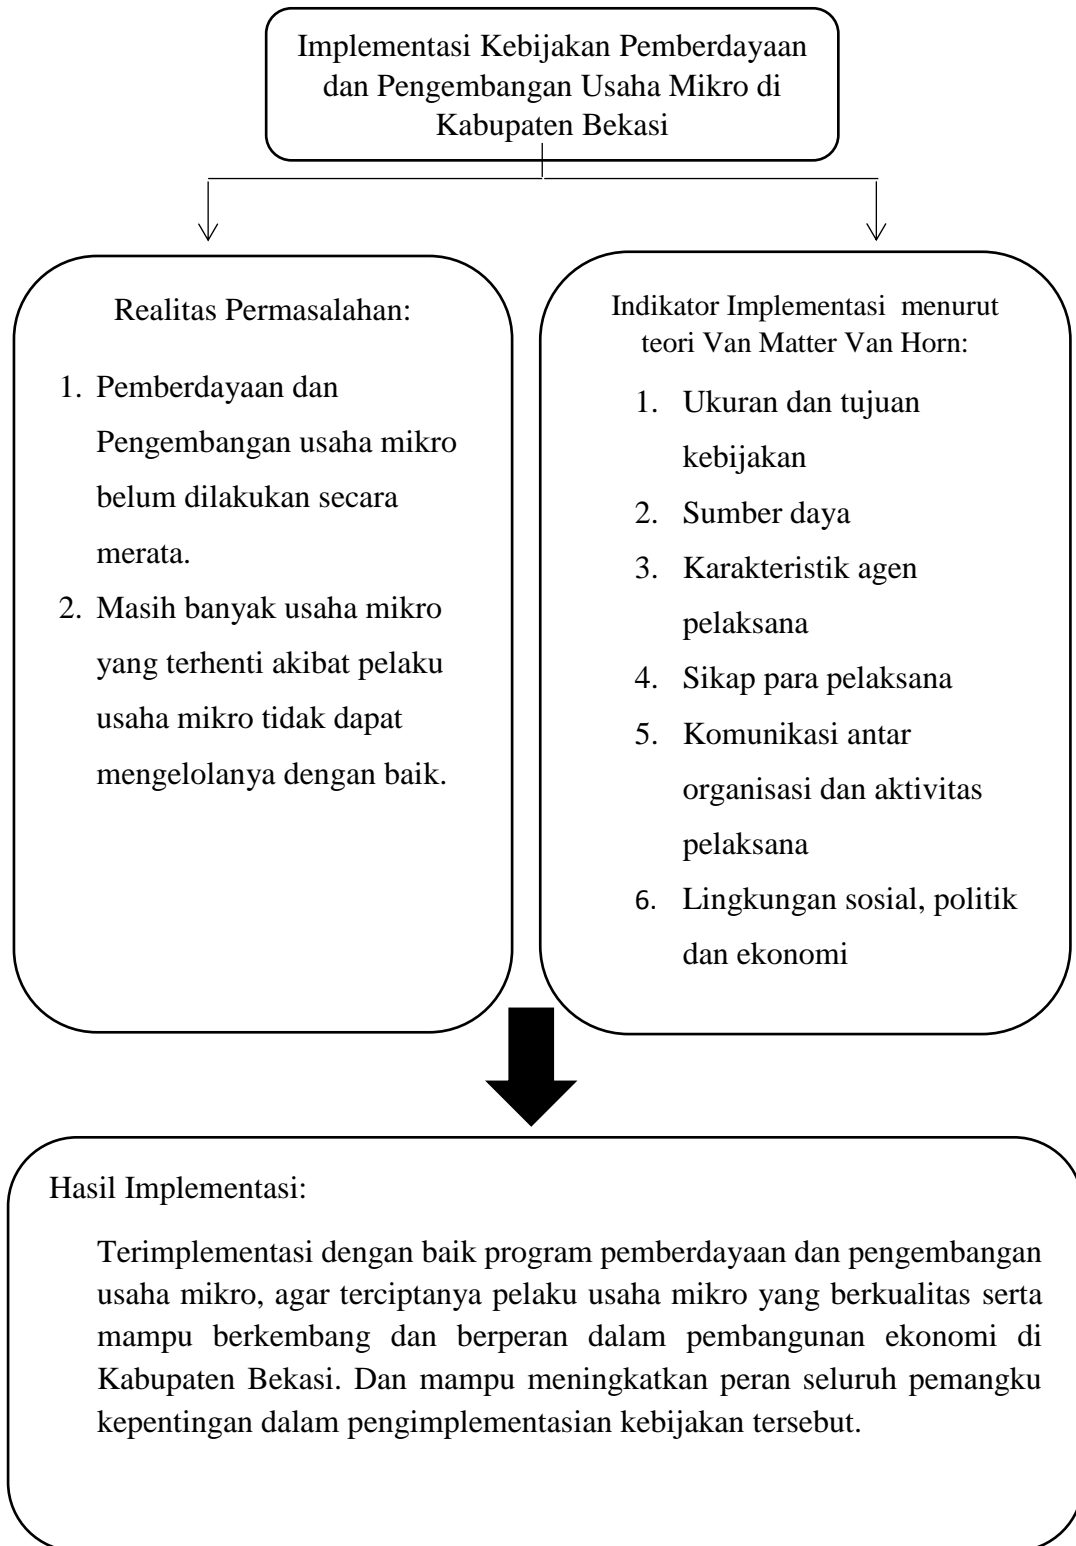 Implementasi Kebijakan Pemberdayaan
dan Pengembangan Usaha Mikro di
Kabupaten Bekasi
Realitas Permasalahan:
1. Pemberdayaan dan
Pengembangan usaha mikro
belum dilakukan secara
merata.
2. Masih banyak usaha mikro
yang terhenti akibat pelaku
usaha mikro tidak dapat
mengelolanya dengan baik.
Indikator Implementasi menurut
teori Van Matter Van Horn:
1. Ukuran dan tujuan
kebijakan
2. Sumber daya
3. Karakteristik agen
pelaksana
4. Sikap para pelaksana
5. Komunikasi antar
organisasi dan aktivitas
pelaksana
6. Lingkungan sosial, politik
dan ekonomi
Hasil Implementasi:
Terimplementasi dengan baik program pemberdayaan dan pengembangan
usaha mikro, agar terciptanya pelaku usaha mikro yang berkualitas serta
mampu berkembang dan berperan dalam pembangunan ekonomi di
Kabupaten Bekasi. Dan mampu meningkatkan peran seluruh pemangku
kepentingan dalam pengimplementasian kebijakan tersebut.